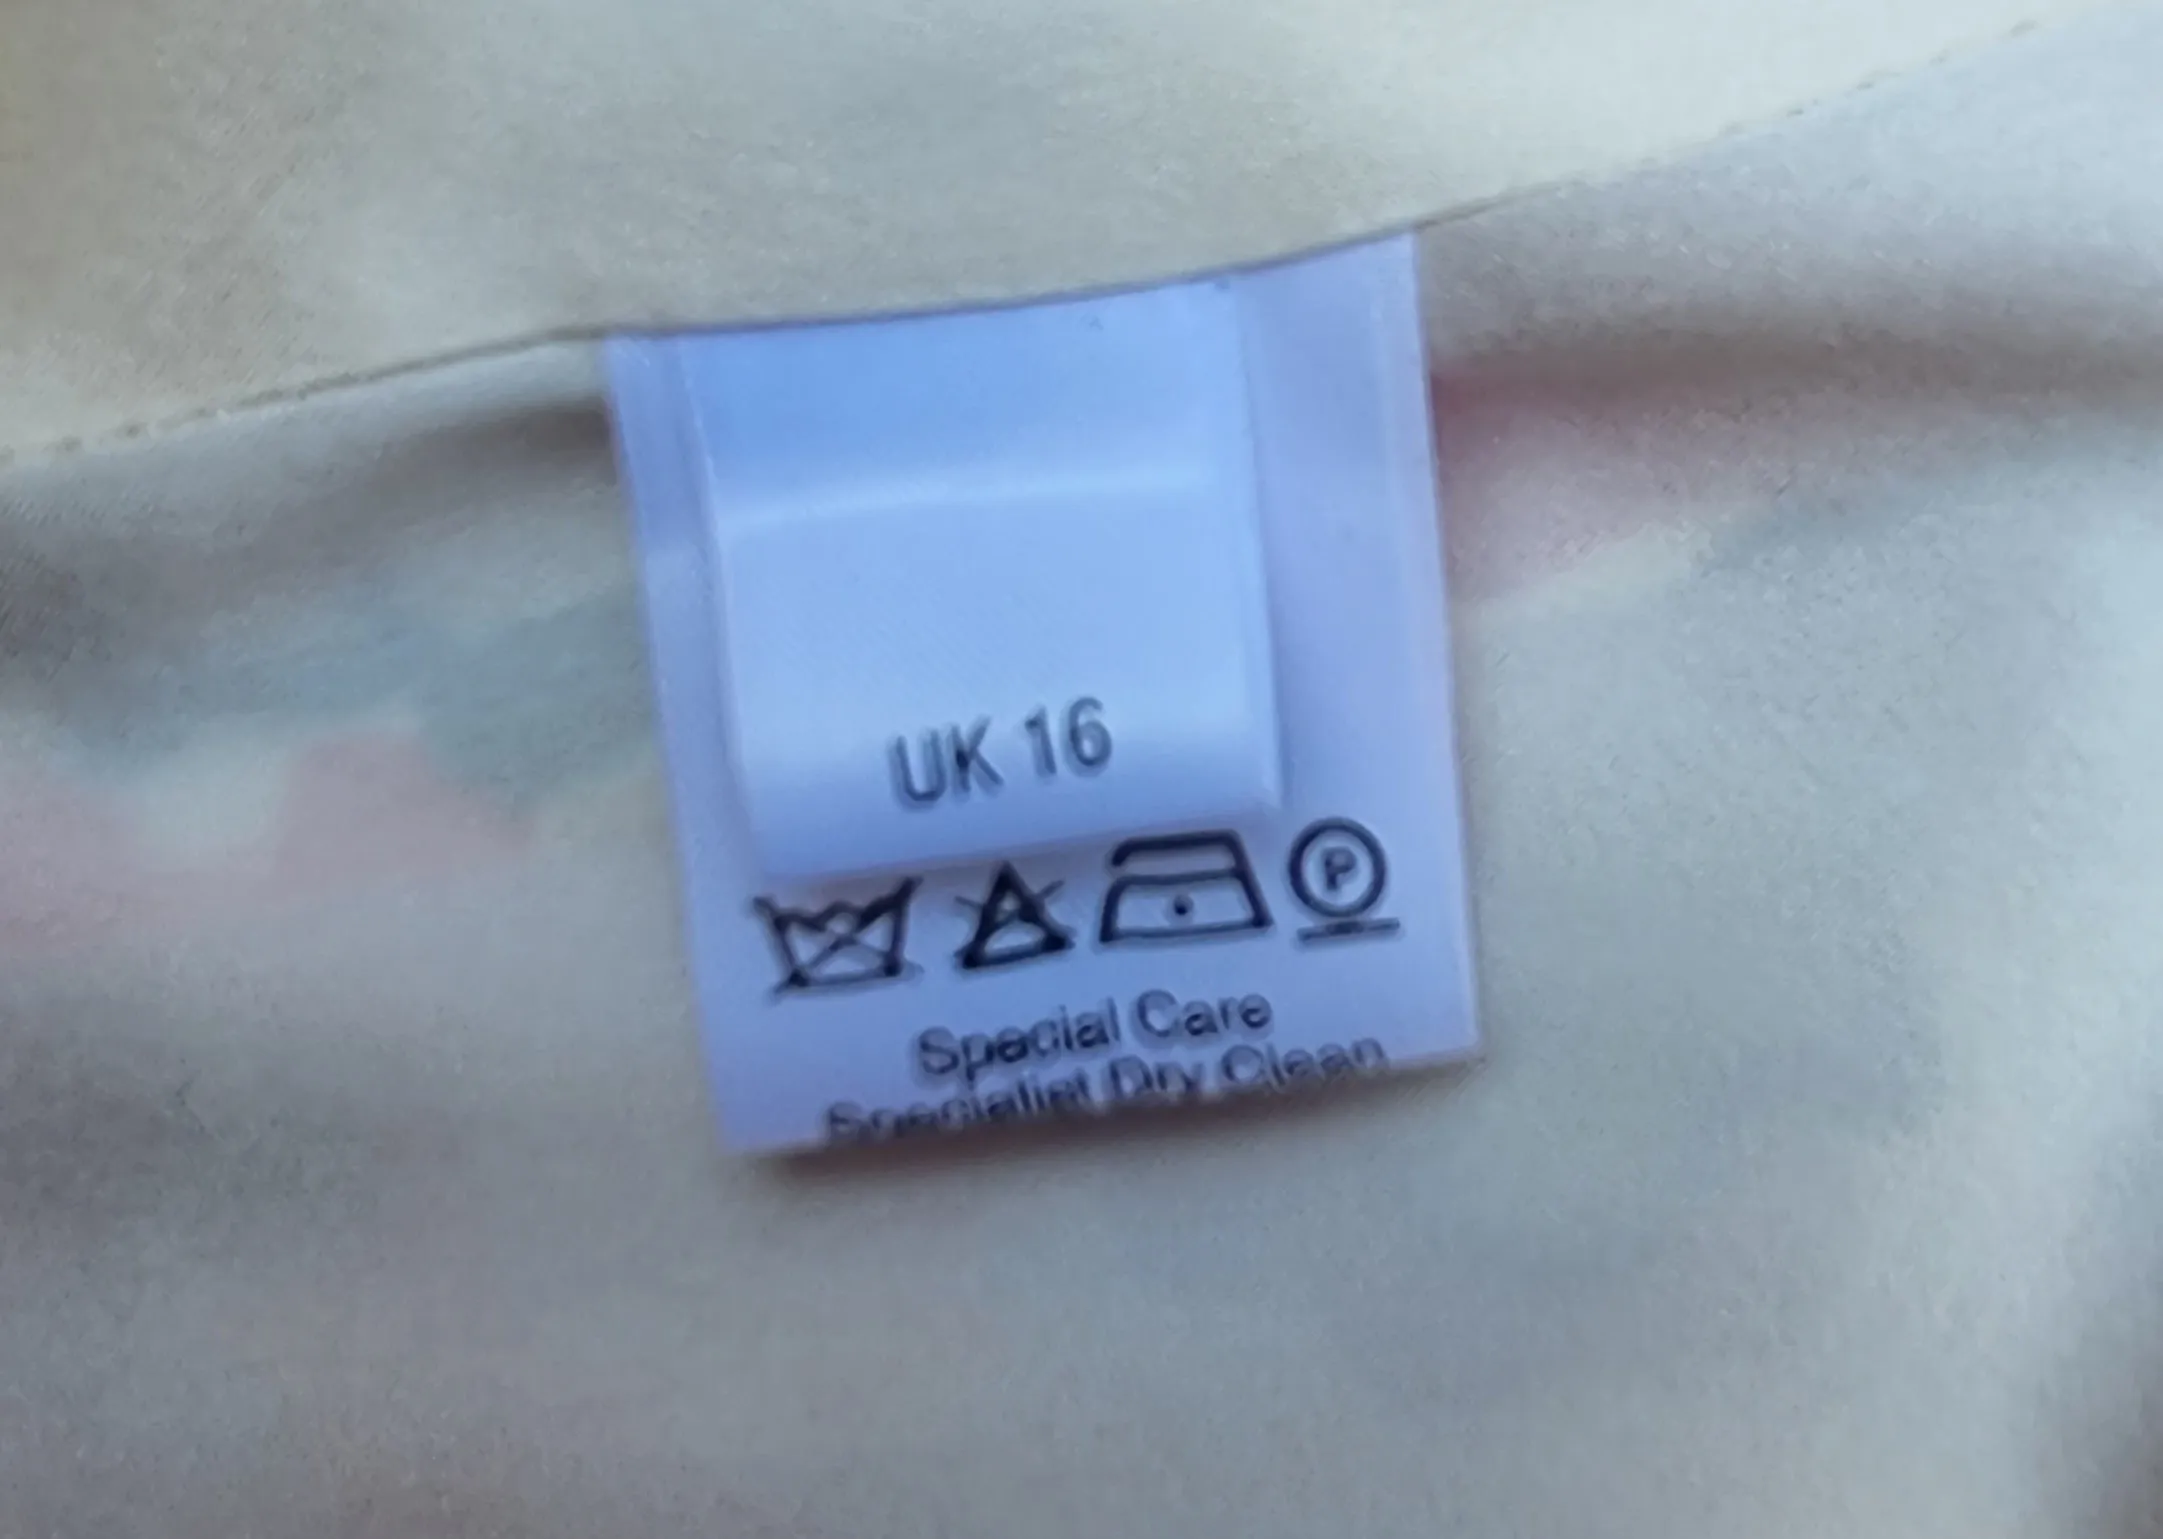 UK 16
P
Special Care
Specialist Dry Clean